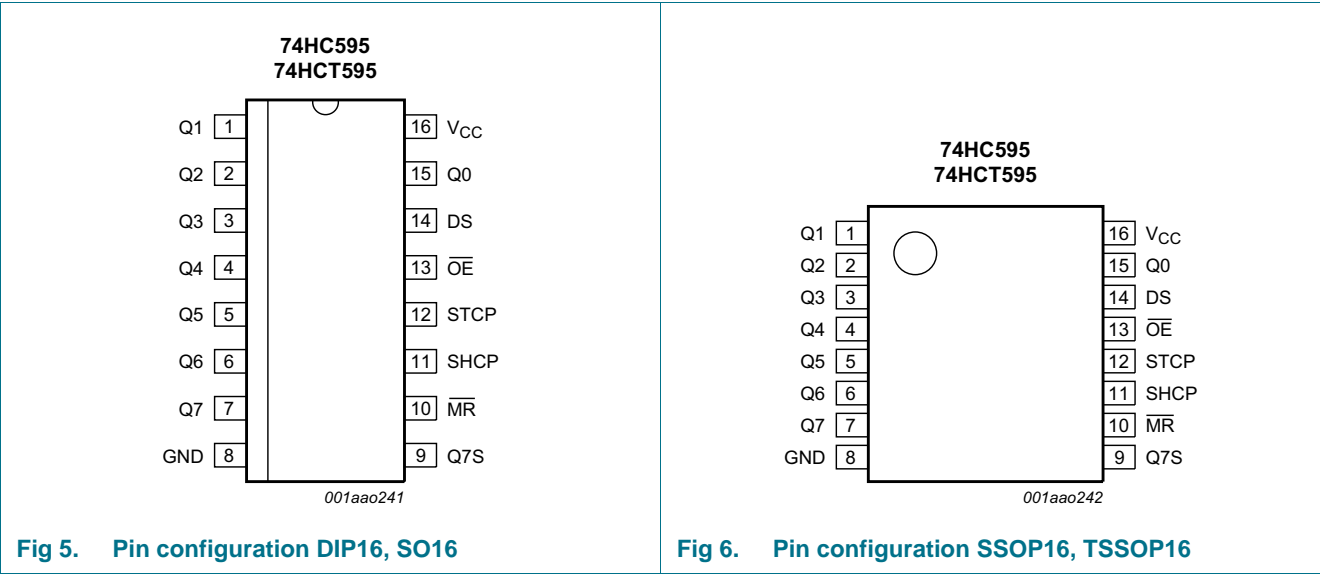 74HC595
74HCT595
Q1 1 16 VCC
Q2 2 15 Q0
Q3 3 14 DS
Q4 4 13 O̅E̅
Q5 5 12 STCP
Q6 6 11 SHCP
Q7 7 10 M̅R̅
GND 8 9 Q7S
001aao241
Fig 5. Pin configuration DIP16, SO16
74HC595
74HCT595
Q1 1 16 VCC
Q2 2 15 Q0
Q3 3 14 DS
Q4 4 13 O̅E̅
Q5 5 12 STCP
Q6 6 11 SHCP
Q7 7 10 M̅R̅
GND 8 9 Q7S
001aao242
Fig 6. Pin configuration SSOP16, TSSOP16